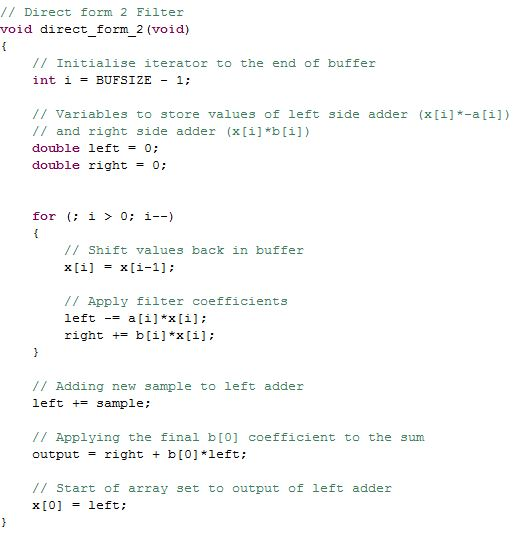 // Direct form 2 Filter
void direct_form_2(void)
{
    // Initialise iterator to the end of buffer
    int i = BUFSIZE - 1;

    // Variables to store values of left side adder (x[i]*-a[i])
    // and right side adder (x[i]*b[i])
    double left = 0;
    double right = 0;


    for (; i > 0; i--)
    {
        // Shift values back in buffer
        x[i] = x[i-1];

        // Apply filter coefficients
        left -= a[i]*x[i];
        right += b[i]*x[i];
    }

    // Adding new sample to left adder
    left += sample;

    // Applying the final b[0] coefficient to the sum
    output = right + b[0]*left;

    // Start of array set to output of left adder
    x[0] = left;
}